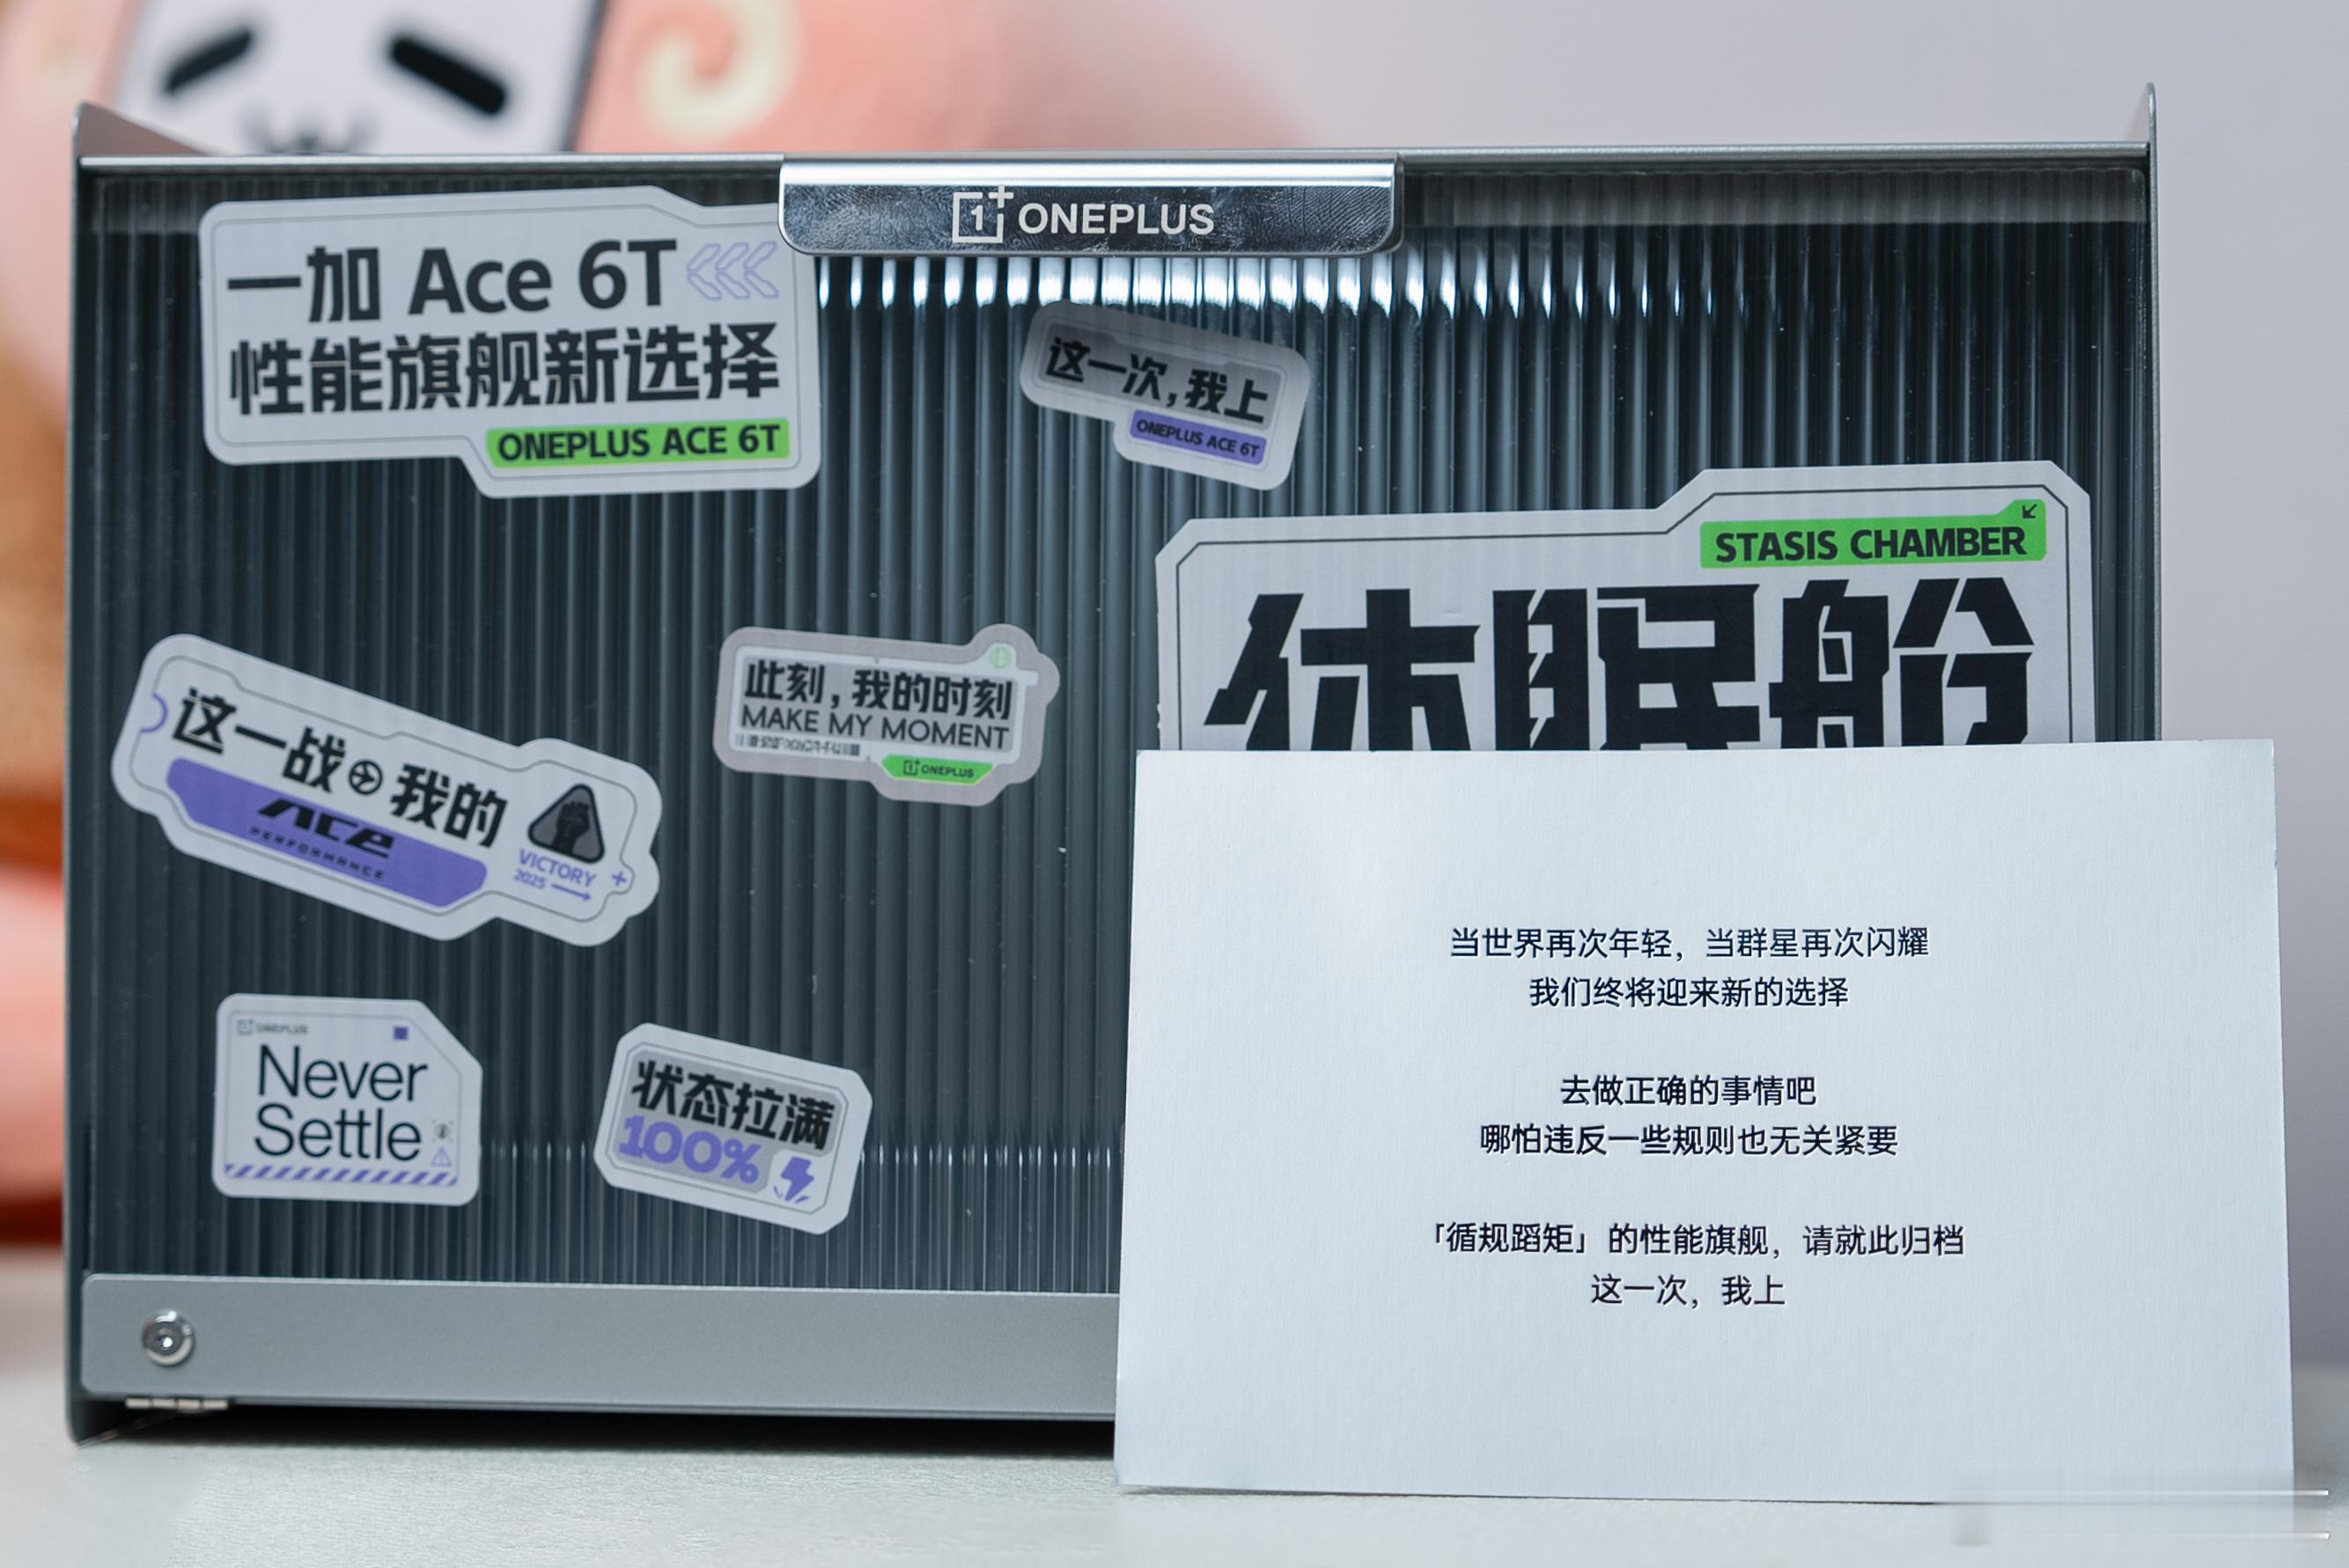 ONEPLUS
一加 Ace 6T
性能旗舰新选择
ONEPLUS ACE 6T
这一次,我上
ONEPLUS ACE 6T
STASIS CHAMBER
休眠舱
此刻,我的时刻
MAKE MY MOMENT
ONEPLUS
这一战 我的
Ace
PERFORMANCE
VICTORY
2025
ONEPLUS
Never
Settle
状态拉满
100%
当世界再次年轻，当群星再次闪耀
我们终将迎来新的选择
去做正确的事情吧
哪怕违反一些规则也无关紧要
「循规蹈矩」的性能旗舰，请就此归档
这一次，我上